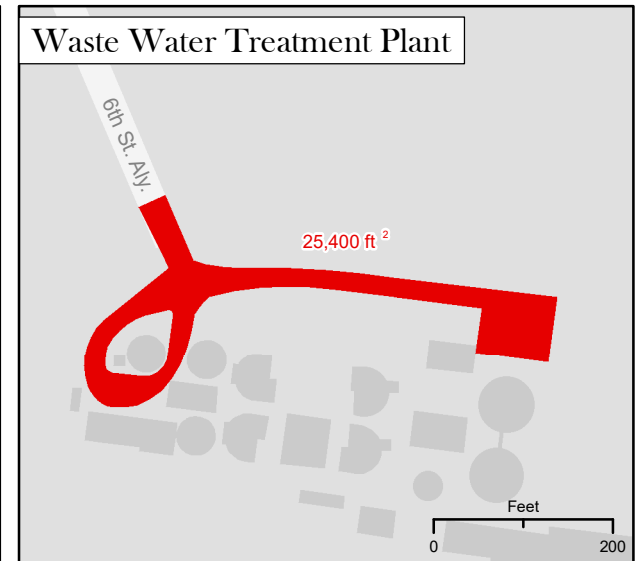 Waste Water Treatment Plant
6th St. Aly.
25,400 ft ²
Feet
0 200